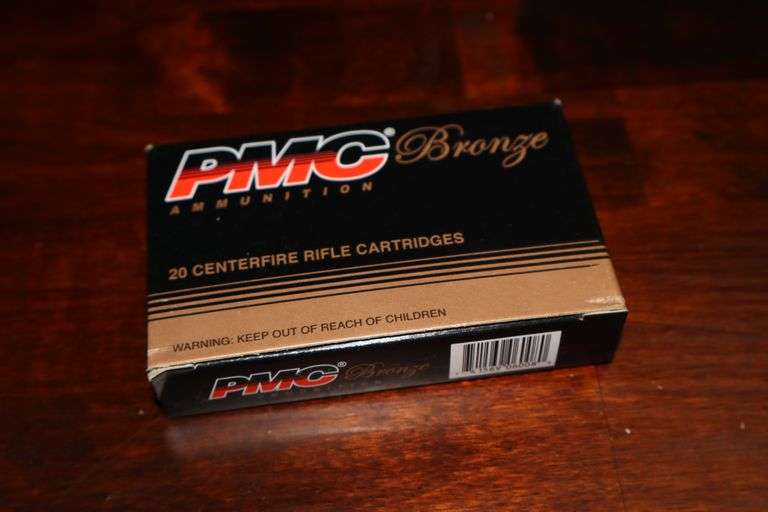 PMC® Bronze
AMMUNITION
20 CENTERFIRE RIFLE CARTRIDGES
WARNING: KEEP OUT OF REACH OF CHILDREN
PMC® Bronze